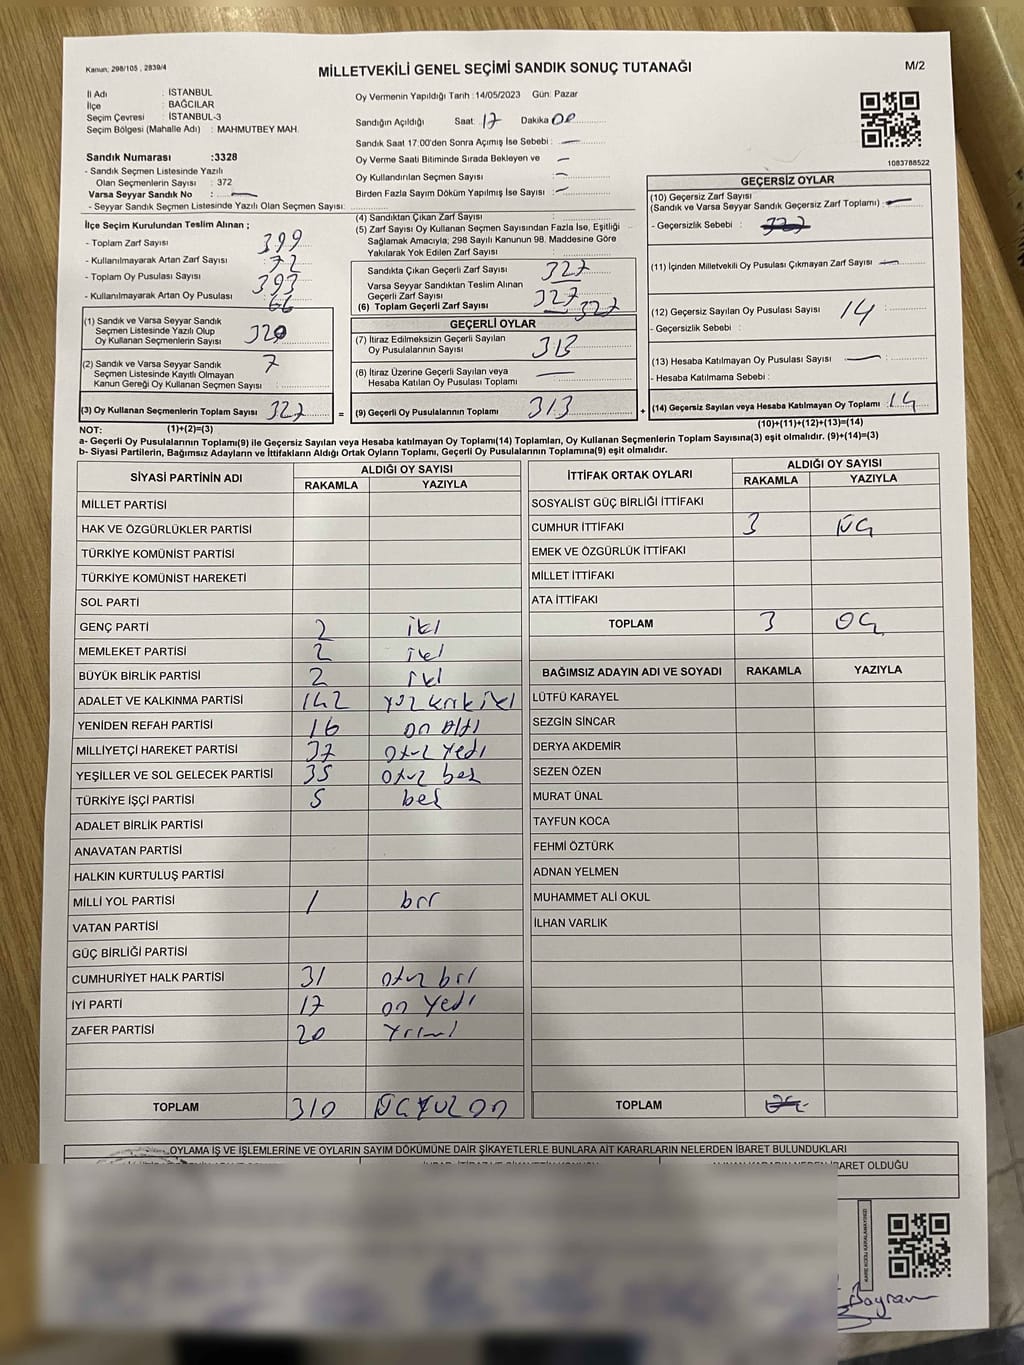 Kanun; 298/105 , 2839/4
MİLLETVEKİLİ GENEL SEÇİMİ SANDIK SONUÇ TUTANAĞI
M/2
İl Adı : İSTANBUL
İlçe : BAĞCILAR
Seçim Çevresi : İSTANBUL-3
Seçim Bölgesi (Mahalle Adı) : MAHMUTBEY MAH.
Oy Vermenin Yapıldığı Tarih :14/05/2023 Gün: Pazar
Sandığın Açıldığı Saat: 17 Dakika 00
Sandık Saat 17:00'den Sonra Açılmış İse Sebebi : —
Oy Verme Saati Bitiminde Sırada Bekleyen ve
Oy Kullandırılan Seçmen Sayısı : —
Birden Fazla Sayım Döküm Yapılmış İse Sayısı : —
1083788522
Sandık Numarası :3328
- Sandık Seçmen Listesinde Yazılı
Olan Seçmenlerin Sayısı : 372
Varsa Seyyar Sandık No : —
- Seyyar Sandık Seçmen Listesinde Yazılı Olan Seçmen Sayısı:
İlçe Seçim Kurulundan Teslim Alınan ;
- Toplam Zarf Sayısı 399
- Kullanılmayarak Artan Zarf Sayısı : 72
- Toplam Oy Pusulası Sayısı : 393
- Kullanılmayarak Artan Oy Pusulası : 66
(1) Sandık ve Varsa Seyyar Sandık
Seçmen Listesinde Yazılı Olup
Oy Kullanan Seçmenlerin Sayısı : 320
(2) Sandık ve Varsa Seyyar Sandık
Seçmen Listesinde Kayıtlı Olmayan
Kanun Gereği Oy Kullanan Seçmen Sayısı : 7
(3) Oy Kullanan Seçmenlerin Toplam Sayısı 327 =
(4) Sandıktan Çıkan Zarf Sayısı :
(5) Zarf Sayısı Oy Kullanan Seçmen Sayısından Fazla İse, Eşitliği
Sağlamak Amacıyla; 298 Sayılı Kanunun 98. Maddesine Göre
Yakılarak Yok Edilen Zarf Sayısı :
Sandıkta Çıkan Geçerli Zarf Sayısı 327
Varsa Seyyar Sandıktan Teslim Alınan
Geçerli Zarf Sayısı 327
(6) Toplam Geçerli Zarf Sayısı : 327
GEÇERLİ OYLAR
(7) İtiraz Edilmeksizin Geçerli Sayılan
Oy Pusulalarının Sayısı : 313
(8) İtiraz Üzerine Geçerli Sayılan veya
Hesaba Katılan Oy Pusulası Toplamı : —
(9) Geçerli Oy Pusulalarının Toplamı : 313 +
GEÇERSİZ OYLAR
(10) Geçersiz Zarf Sayısı
(Sandık ve Varsa Seyyar Sandık Geçersiz Zarf Toplamı) : —
- Geçersizlik Sebebi : 327
(11) İçinden Milletvekili Oy Pusulası Çıkmayan Zarf Sayısı —
(12) Geçersiz Sayılan Oy Pusulası Sayısı : 14
- Geçersizlik Sebebi :
(13) Hesaba Katılmayan Oy Pusulası Sayısı —
- Hesaba Katılmama Sebebi :
(14) Geçersiz Sayılan veya Hesaba Katılmayan Oy Toplamı : 14
NOT: (1)+(2)=(3)
(10)+(11)+(12)+(13)=(14)
a- Geçerli Oy Pusulalarının Toplamı(9) ile Geçersiz Sayılan veya Hesaba katılmayan Oy Toplamı(14) Toplamları, Oy Kullanan Seçmenlerin Toplam Sayısına(3) eşit olmalıdır. (9)+(14)=(3)
b- Siyasi Partilerin, Bağımsız Adayların ve İttifakların Aldığı Ortak Oyların Toplamı, Geçerli Oy Pusulalarının Toplamına(9) eşit olmalıdır.
SİYASİ PARTİNİN ADI
ALDIĞI OY SAYISI
RAKAMLA YAZIYLA
MİLLET PARTİSİ
HAK VE ÖZGÜRLÜKLER PARTİSİ
TÜRKİYE KOMÜNİST PARTİSİ
TÜRKİYE KOMÜNİST HAREKETİ
SOL PARTİ
GENÇ PARTİ 2 iki
MEMLEKET PARTİSİ 2 iki
BÜYÜK BİRLİK PARTİSİ 2 iki
ADALET VE KALKINMA PARTİSİ 142 yüz kırk iki
YENİDEN REFAH PARTİSİ 16 on altı
MİLLİYETÇİ HAREKET PARTİSİ 37 otuz yedi
YEŞİLLER VE SOL GELECEK PARTİSİ 35 otuz beş
TÜRKİYE İŞÇİ PARTİSİ 5 beş
ADALET BİRLİK PARTİSİ
ANAVATAN PARTİSİ
HALKIN KURTULUŞ PARTİSİ
MİLLİ YOL PARTİSİ 1 bir
VATAN PARTİSİ
GÜÇ BİRLİĞİ PARTİSİ
CUMHURİYET HALK PARTİSİ 31 otuz bir
İYİ PARTİ 17 on yedi
ZAFER PARTİSİ 20 Yirmi
TOPLAM 310 ÜÇ YÜZ ON
İTTİFAK ORTAK OYLARI
ALDIĞI OY SAYISI
RAKAMLA YAZIYLA
SOSYALİST GÜÇ BİRLİĞİ İTTİFAKI
CUMHUR İTTİFAKI 3 ÜÇ
EMEK VE ÖZGÜRLÜK İTTİFAKI
MİLLET İTTİFAKI
ATA İTTİFAKI
TOPLAM 3 ÜÇ
BAĞIMSIZ ADAYIN ADI VE SOYADI RAKAMLA YAZIYLA
LÜTFÜ KARAYEL
SEZGİN SİNCAR
DERYA AKDEMİR
SEZEN ÖZEN
MURAT ÜNAL
TAYFUN KOCA
FEHMİ ÖZTÜRK
ADNAN YELMEN
MUHAMMET ALİ OKUL
İLHAN VARLIK
TOPLAM
OYLAMA İŞ VE İŞLEMLERİNE VE OYLARIN SAYIM DÖKÜMÜNE DAİR ŞİKAYETLERLE BUNLARA AİT KARARLARIN NELERDEN İBARET BULUNDUKLARI
İBARET OLDUĞU
KARE KODU KARALAMAYINIZ
Bayram